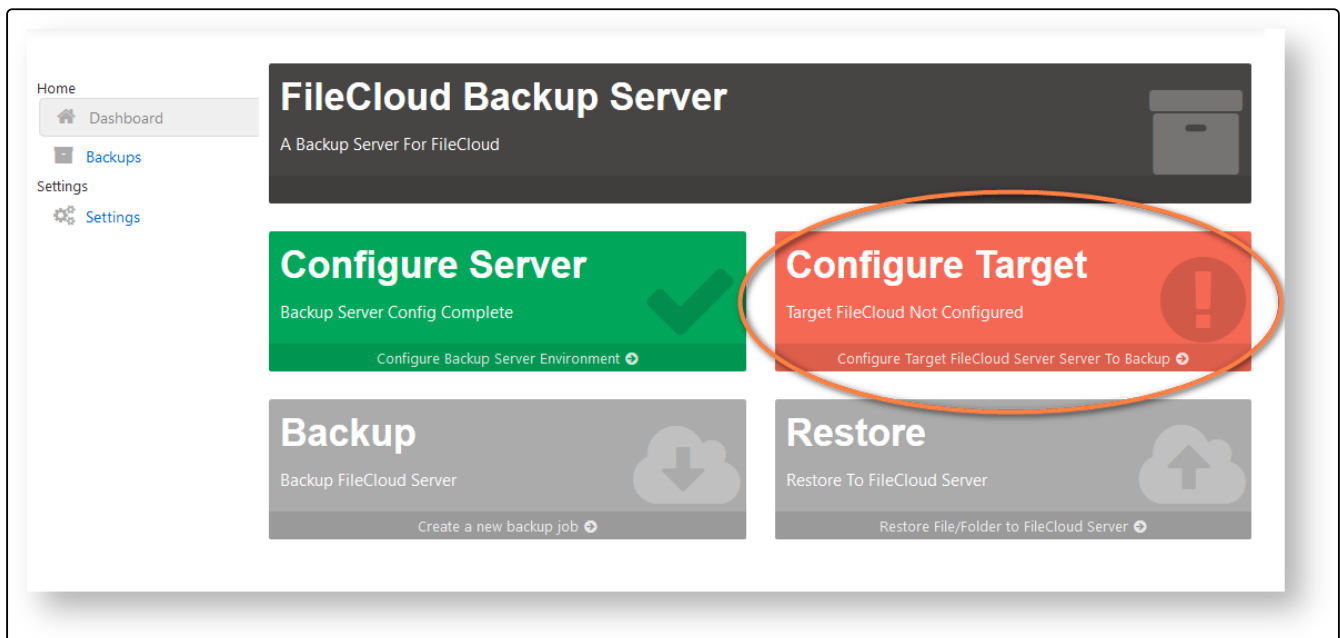 Home
Dashboard
Backups
Settings
Settings
FileCloud Backup Server
A Backup Server For FileCloud
Configure Server
Backup Server Config Complete
Configure Backup Server Environment
Configure Target
Target FileCloud Not Configured
Configure Target FileCloud Server Server To Backup
Backup
Backup FileCloud Server
Create a new backup job
Restore
Restore To FileCloud Server
Restore File/Folder to FileCloud Server